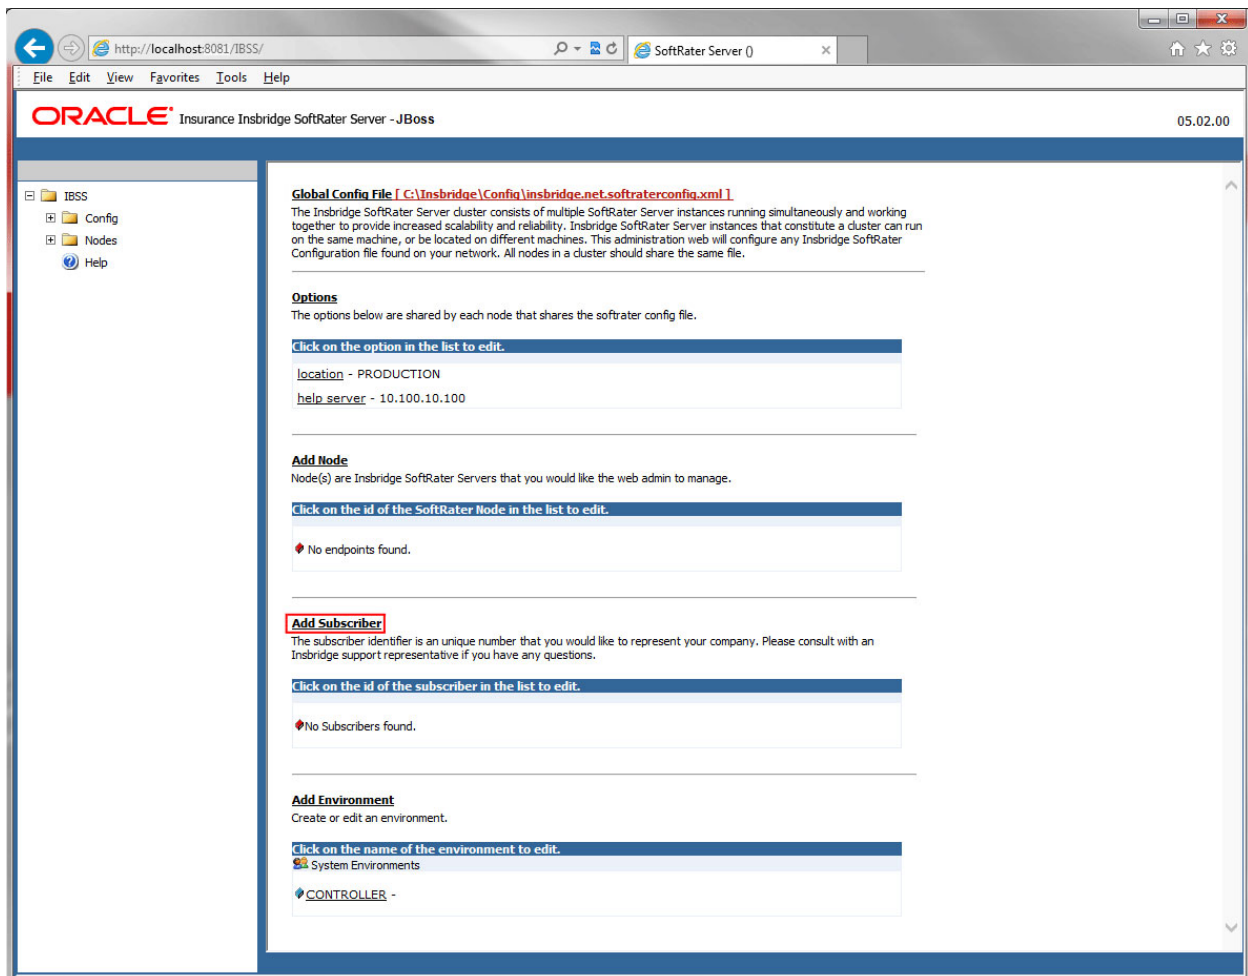 http://localhost:8081/IBSS/
SoftRater Server ()
File Edit View Favorites Tools Help
ORACLE Insurance Insbridge SoftRater Server - JBoss
05.02.00
IBSS
Config
Nodes
Help
Global Config File [ C:\Insbridge\Config\insbridge.net.softraterconfig.xml ]
The Insbridge SoftRater Server cluster consists of multiple SoftRater Server instances running simultaneously and working
together to provide increased scalability and reliability. Insbridge SoftRater Server instances that constitute a cluster can run
on the same machine, or be located on different machines. This administration web will configure any Insbridge SoftRater
Configuration file found on your network. All nodes in a cluster should share the same file.
Options
The options below are shared by each node that shares the softrater config file.
Click on the option in the list to edit.
location - PRODUCTION
help server - 10.100.10.100
Add Node
Node(s) are Insbridge SoftRater Servers that you would like the web admin to manage.
Click on the id of the SoftRater Node in the list to edit.
No endpoints found.
Add Subscriber
The subscriber identifier is an unique number that you would like to represent your company. Please consult with an
Insbridge support representative if you have any questions.
Click on the id of the subscriber in the list to edit.
No Subscribers found.
Add Environment
Create or edit an environment.
Click on the name of the environment to edit.
System Environments
CONTROLLER -